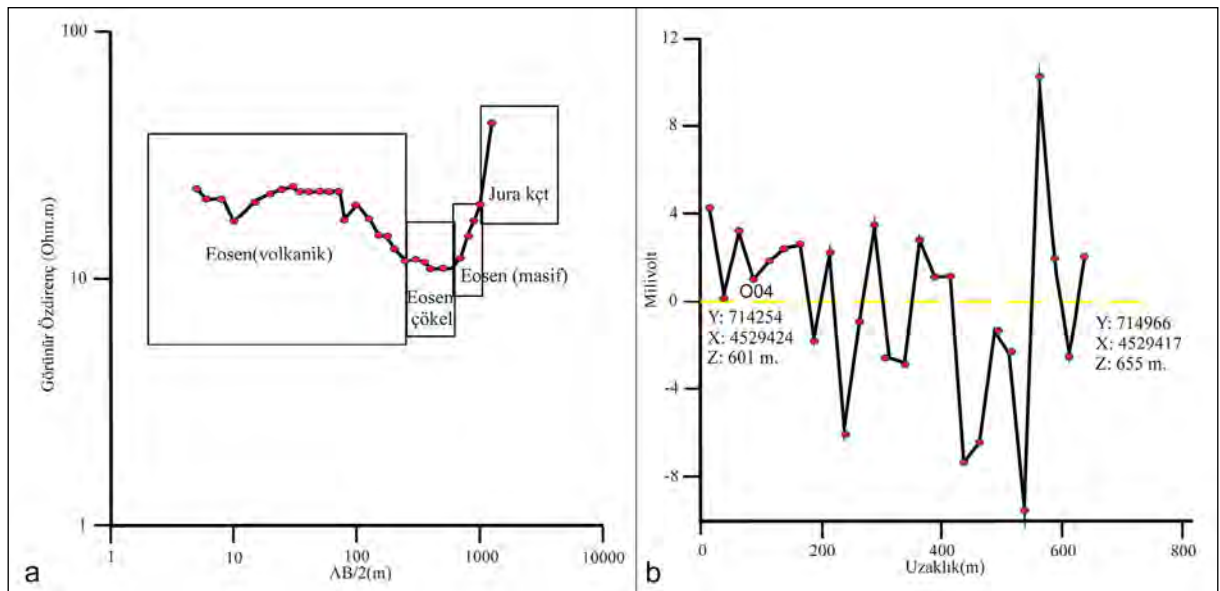 100
10
1
Görünür Özdirenç (Ohm.m)
Eosen(volkanik)
Eosen
çökel
Eosen (masif)
Jura kçt
1
10
100
1000
10000
AB/2(m)
a
12
8
4
0
-4
-8
Milivolt
O04
Y: 714254
X: 4529424
Z: 601 m.
Y: 714966
X: 4529417
Z: 655 m.
0
200
400
600
800
Uzaklık(m)
b